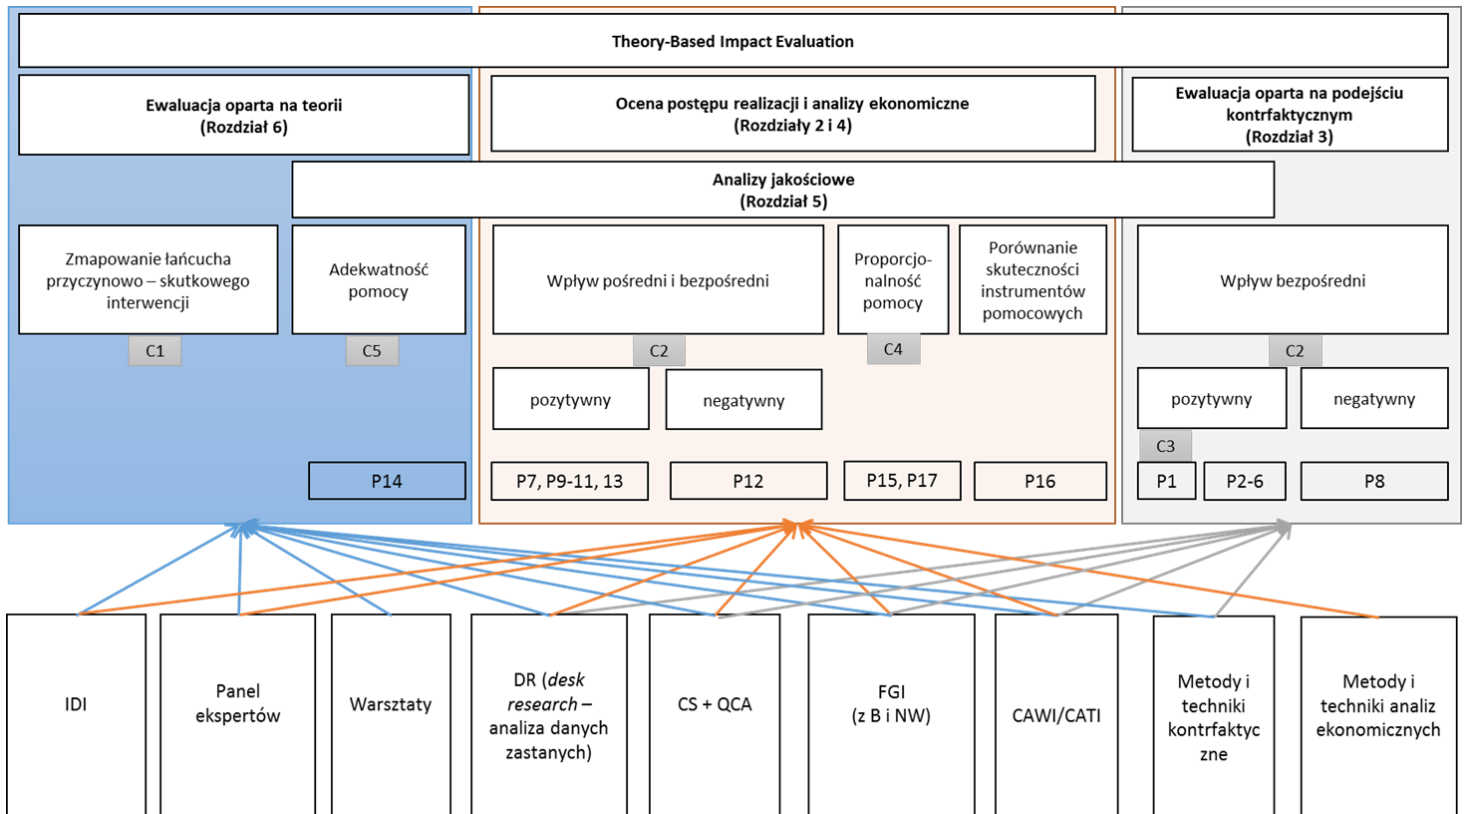 Theory-Based Impact Evaluation
Ewaluacja oparta na teorii
(Rozdział 6)
Ocena postępu realizacji i analizy ekonomiczne
(Rozdziały 2 i 4)
Ewaluacja oparta na podejściu
kontrfaktycznym
(Rozdział 3)
Analizy jakościowe
(Rozdział 5)
Zmapowanie łańcucha
przyczynowo – skutkowego
interwencji
Adekwatność
pomocy
Wpływ pośredni i bezpośredni
Proporcjo-
nalność
pomocy
Porównanie
skuteczności
instrumentów
pomocowych
Wpływ bezpośredni
C1
C5
C2
C4
C2
pozytywny
negatywny
pozytywny
negatywny
C3
P14
P7, P9-11, 13
P12
P15, P17
P16
P1
P2-6
P8
IDI
Panel
ekspertów
Warsztaty
DR (desk
research –
analiza danych
zastanych)
CS + QCA
FGI
(z B i NW)
CAWI/CATI
Metody i
techniki
kontrfaktyc
zne
Metody i
techniki analiz
ekonomicznych